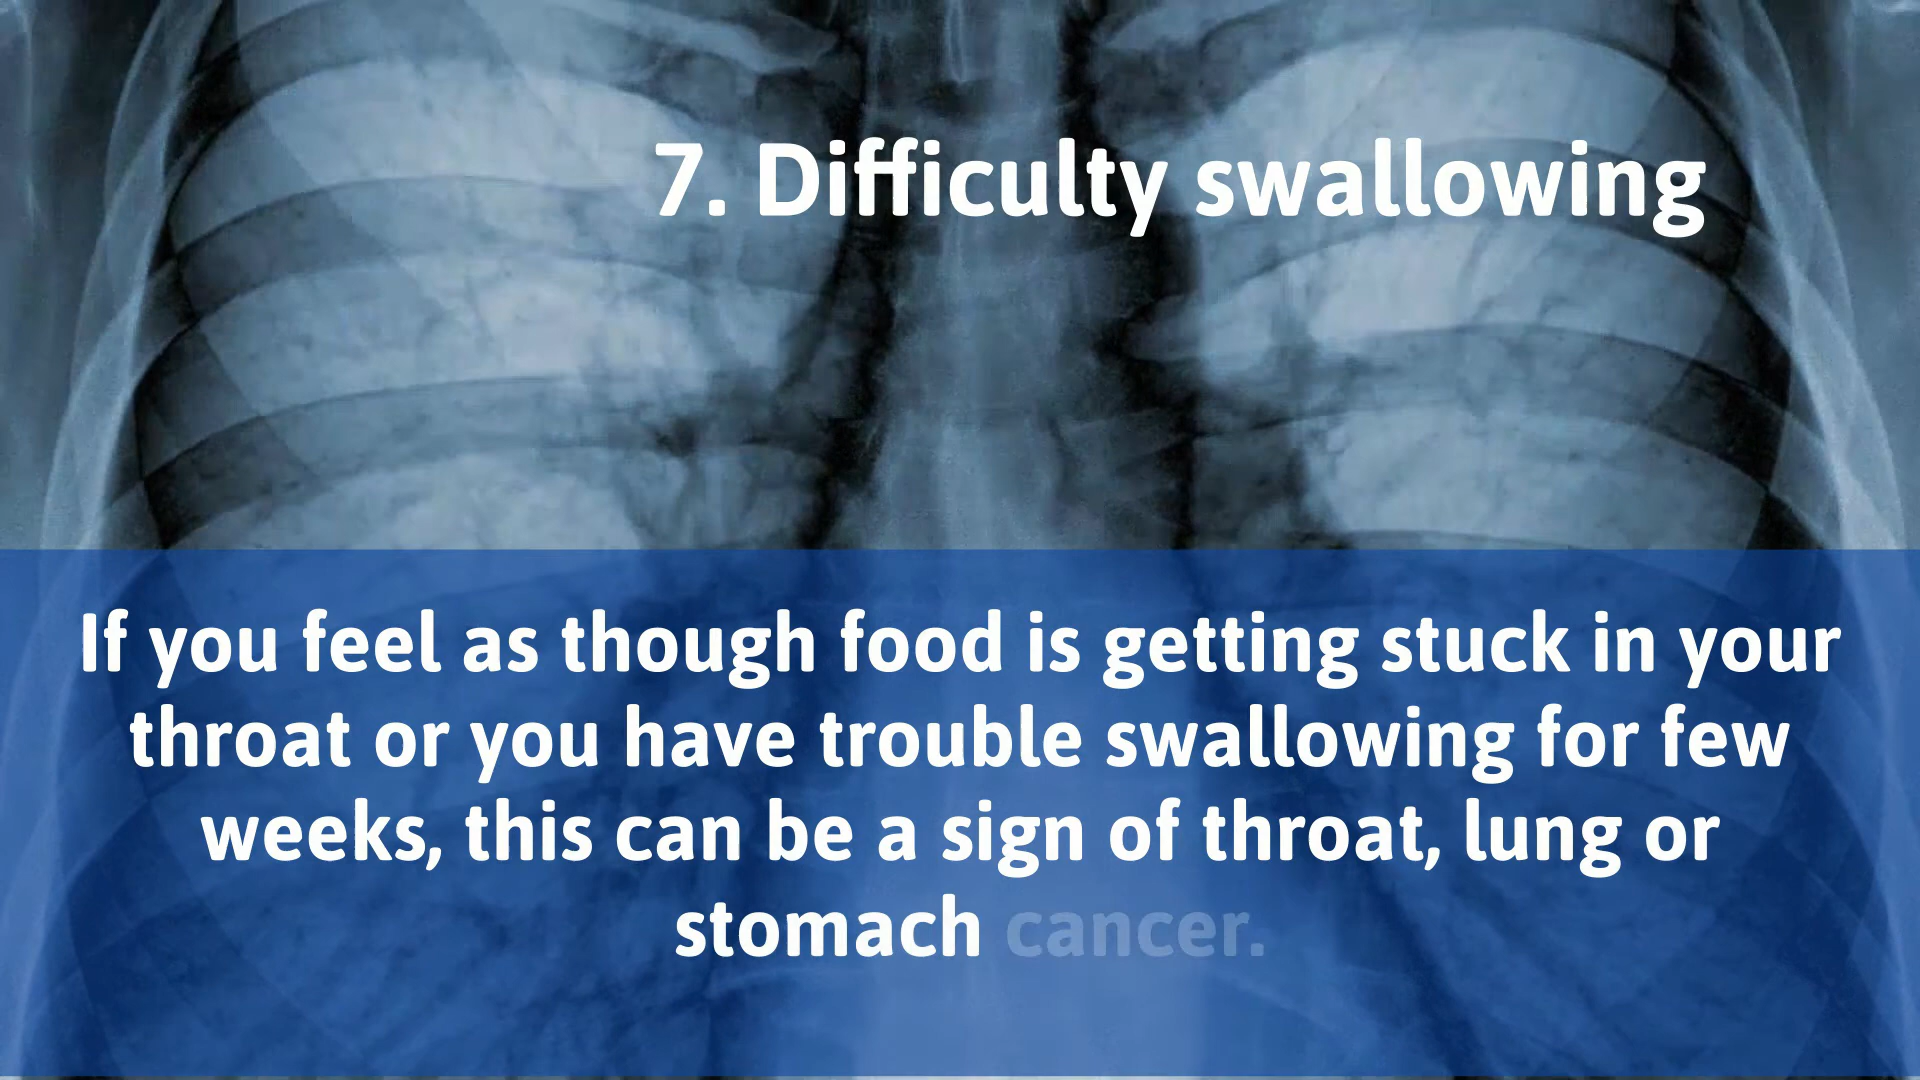 7. Difficulty swallowing
If you feel as though food is getting stuck in your
throat or you have trouble swallowing for few
weeks, this can be a sign of throat, lung or
stomach cancer.